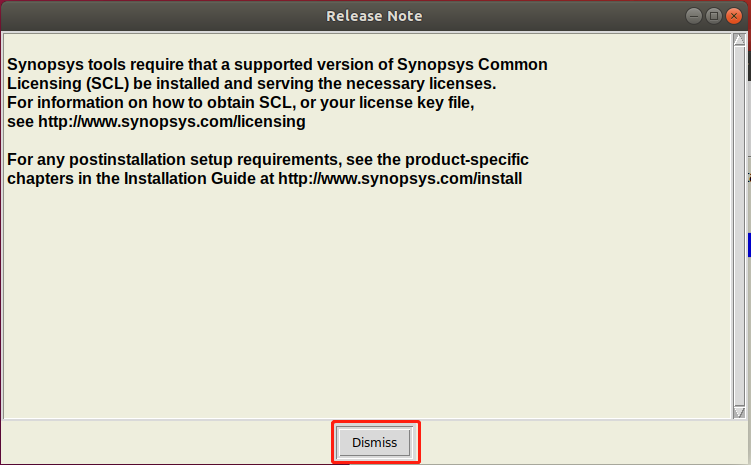 Release Note
Synopsys tools require that a supported version of Synopsys Common
Licensing (SCL) be installed and serving the necessary licenses.
For information on how to obtain SCL, or your license key file,
see http://www.synopsys.com/licensing
For any postinstallation setup requirements, see the product-specific
chapters in the Installation Guide at http://www.synopsys.com/install
Dismiss